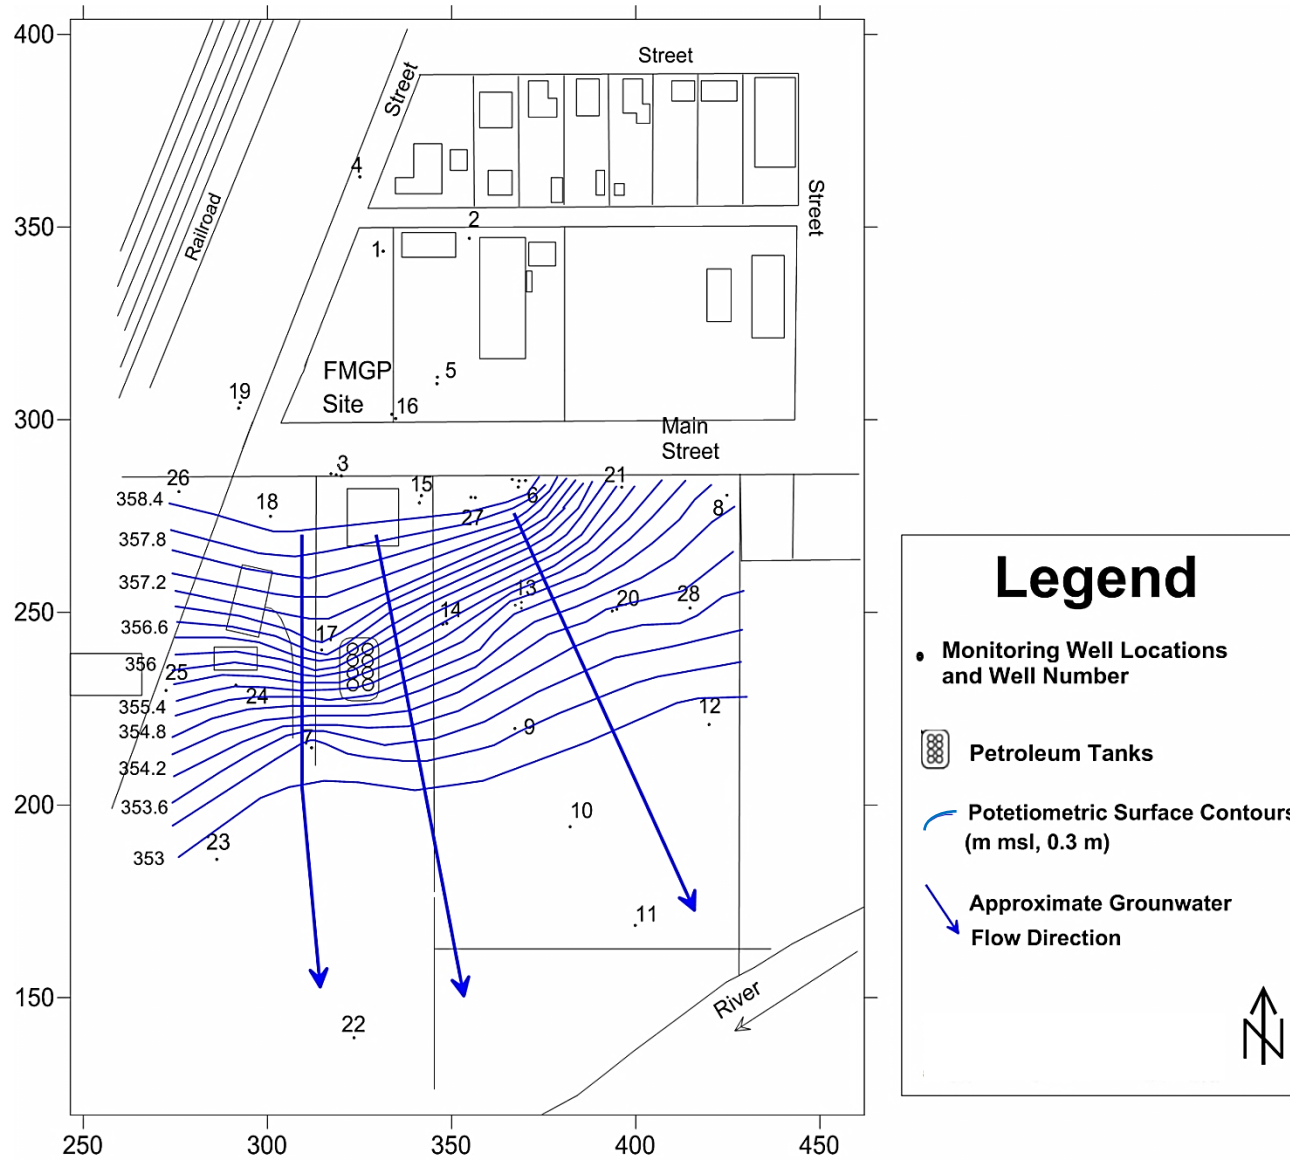 400
350
300
250
200
150
250
300
350
400
450
Street
Street
Street
Railroad
4
2
1
5
FMGP
Site
16
19
Main
Street
3
26
18
15
6
27
21
8
358.4
357.8
357.2
356.6
356
355.4
354.8
354.2
353.6
353
13
14
20
28
17
25
24
7
9
12
10
23
11
22
River
Legend
Monitoring Well Locations
and Well Number
Petroleum Tanks
Potetiometric Surface Contours
(m msl, 0.3 m)
Approximate Grounwater
Flow Direction
N